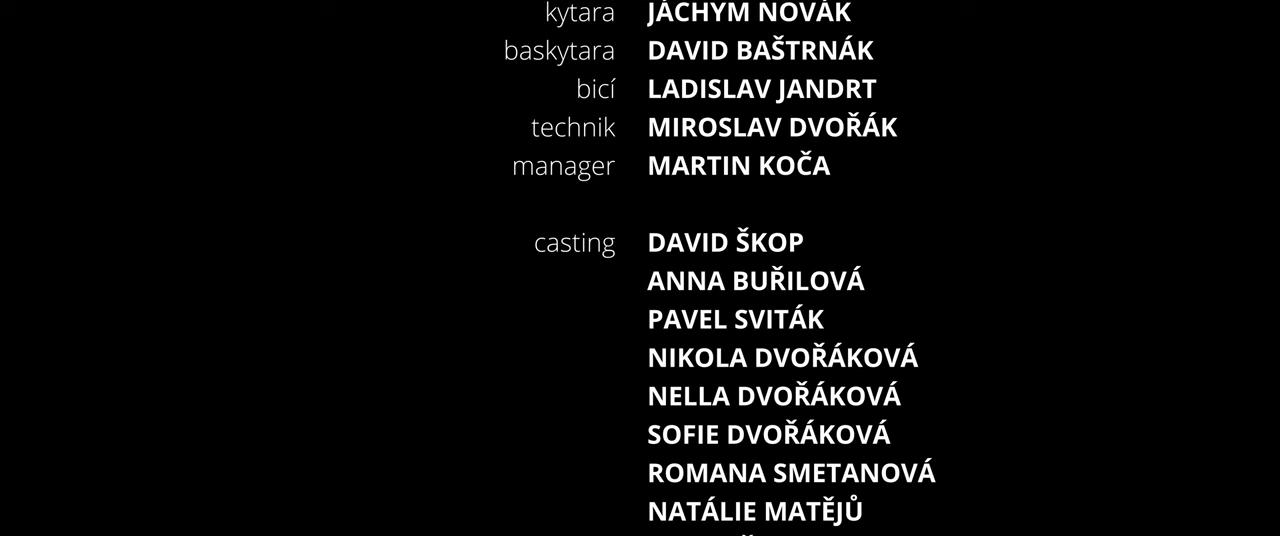 kytara JÁCHYM NOVÁK
baskytara DAVID BAŠTRNÁK
bicí LADISLAV JANDRT
technik MIROSLAV DVOŘÁK
manager MARTIN KOČA
casting DAVID ŠKOP
ANNA BUŘILOVÁ
PAVEL SVITÁK
NIKOLA DVOŘÁKOVÁ
NELLA DVOŘÁKOVÁ
SOFIE DVOŘÁKOVÁ
ROMANA SMETANOVÁ
NATÁLIE MATĚJŮ